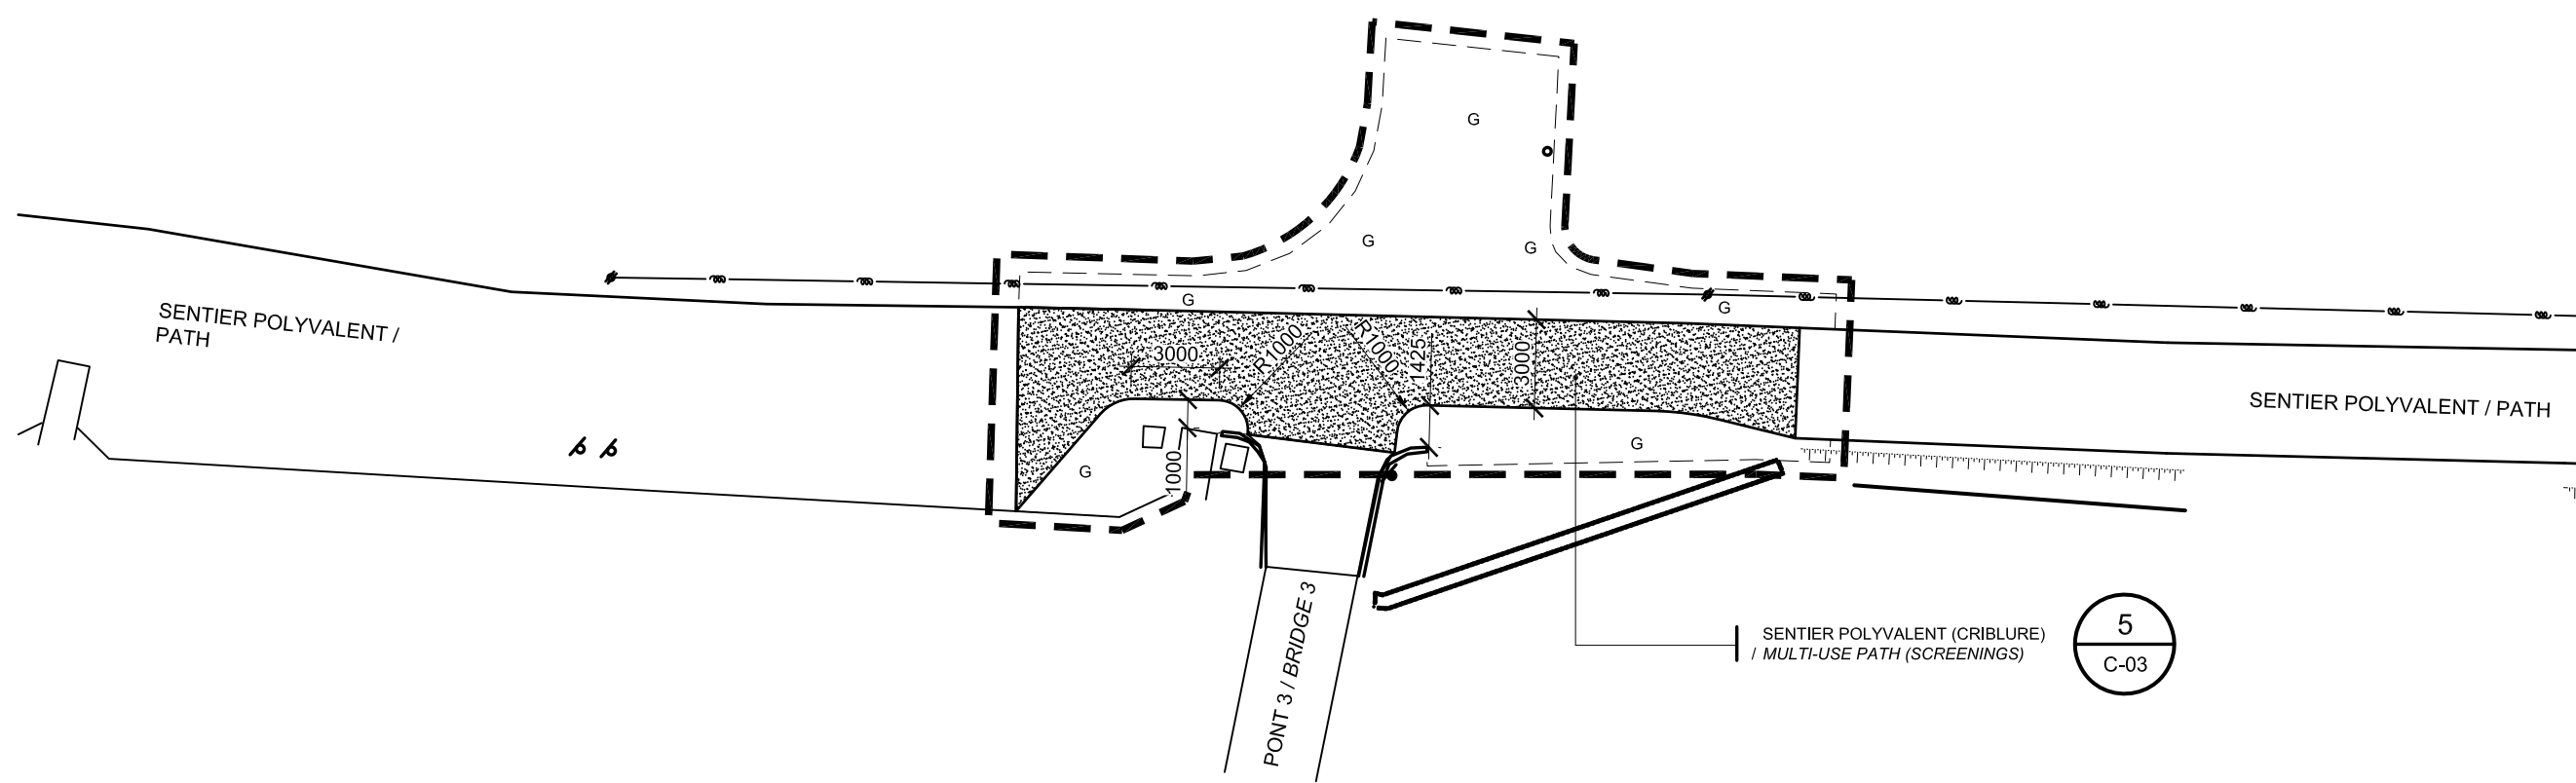 G
G
G
G
G
SENTIER POLYVALENT /
PATH
3000
R1000
R1000
1425
3000
SENTIER POLYVALENT / PATH
G
G
1000
PONT 3 / BRIDGE 3
SENTIER POLYVALENT (CRIBLURE)
/ MULTI-USE PATH (SCREENINGS)
5
C-03